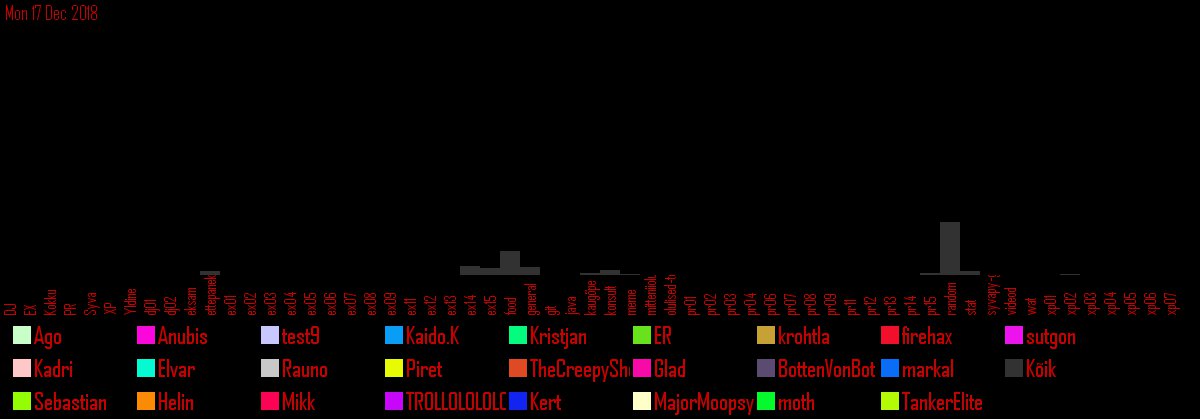 Mon 17 Dec 2018
DJ EX Kokku PR Syva XP Yldine dj01 dj02 eksam ettepanek ex01 ex02 ex03 ex04 ex05 ex06 ex07 ex08 ex09 ex11 ex12 ex13 ex14 ex15 food general git java kaugõpe konsult meme mitteriiul. olulised-h pr01 pr02 pr03 pr04 pr06 pr07 pr08 pr09 pr11 pr12 pr13 pr14 pr15 random stat videod wat xp01 xp02 xp03 xp04 xp05 xp06 xp07
Ago Anubis test9 Kaido.K Kristjan ER krohtla firehax sutgon
Kadri Elvar Rauno Piret TheCreepySh Glad BottenVonBot markal Kõik
Sebastian Helin Mikk TROLLOLOLOLO Kert MajorMoopsy moth TankerElite